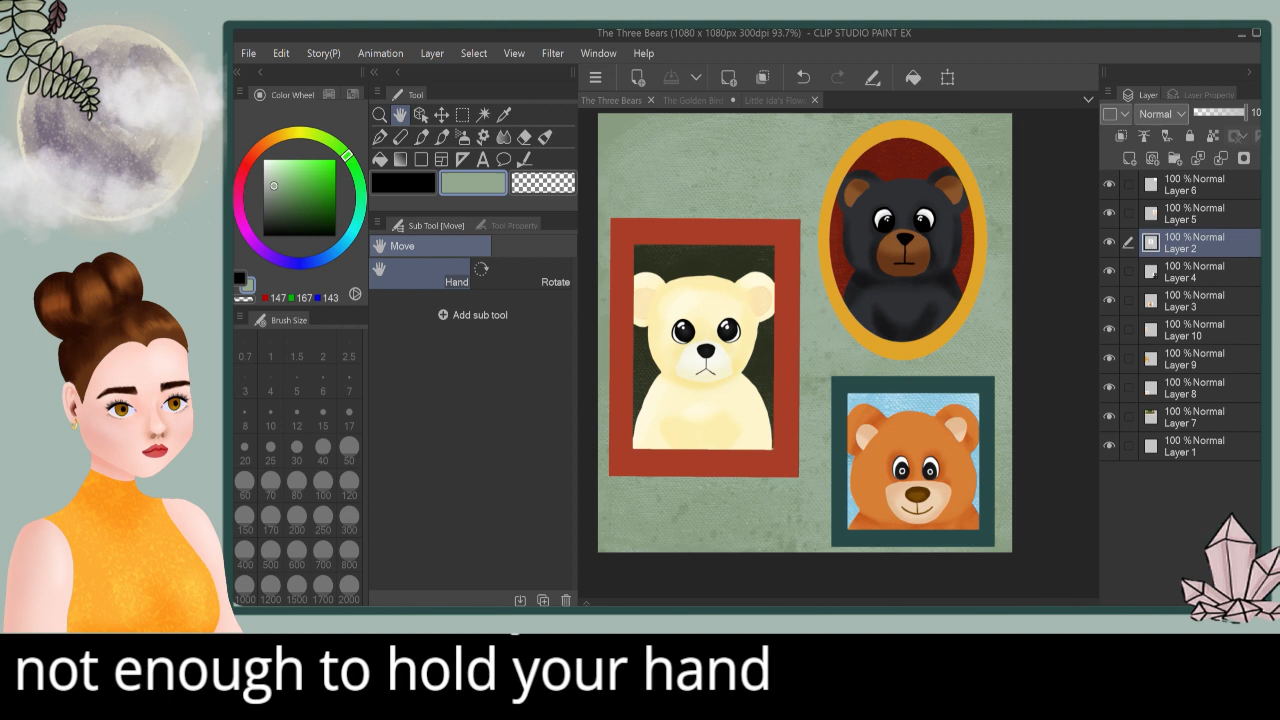 The Three Bears (1080 x 1080px 300dpi 93.7%) - CLIP STUDIO PAINT EX
File Edit Story(P) Animation Layer Select View Filter Window Help
Color Wheel
Tool
The Three Bears The Golden Bird Little Ida's Flow
Layer Layer Property
Normal 10
Sub Tool [Move] Tool Property
Move
Hand Rotate
Add sub tool
147 167 143
Brush Size
0.7 1 1.5 2 2.5
3 4 5 6 7
8 10 12 15 17
20 25 30 40 50
60 70 80 100 120
150 170 200 250 300
400 500 600 700 800
1000 1200 1500 1700 2000
100 % Normal
Layer 6
100 % Normal
Layer 5
100 % Normal
Layer 2
100 % Normal
Layer 4
100 % Normal
Layer 3
100 % Normal
Layer 10
100 % Normal
Layer 9
100 % Normal
Layer 8
100 % Normal
Layer 7
100 % Normal
Layer 1
not enough to hold your hand